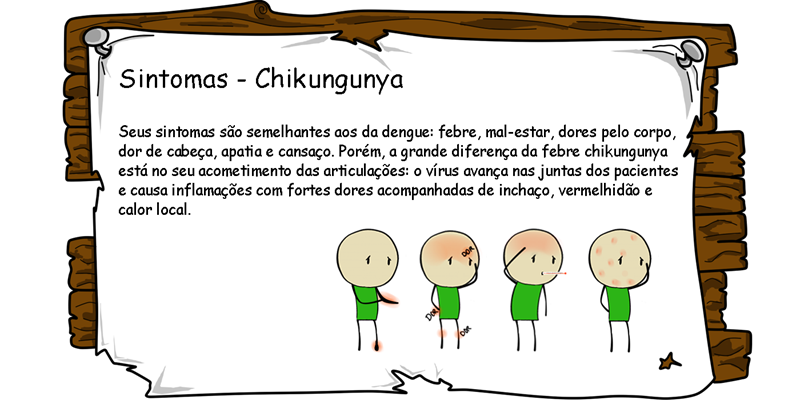 Sintomas - Chikungunya
Seus sintomas são semelhantes aos da dengue: febre, mal-estar, dores pelo corpo,
dor de cabeça, apatia e cansaço. Porém, a grande diferença da febre chikungunya
está no seu acometimento das articulações: o vírus avança nas juntas dos pacientes
e causa inflamações com fortes dores acompanhadas de inchaço, vermelhidão e
calor local.
DOR
DOR
DOR